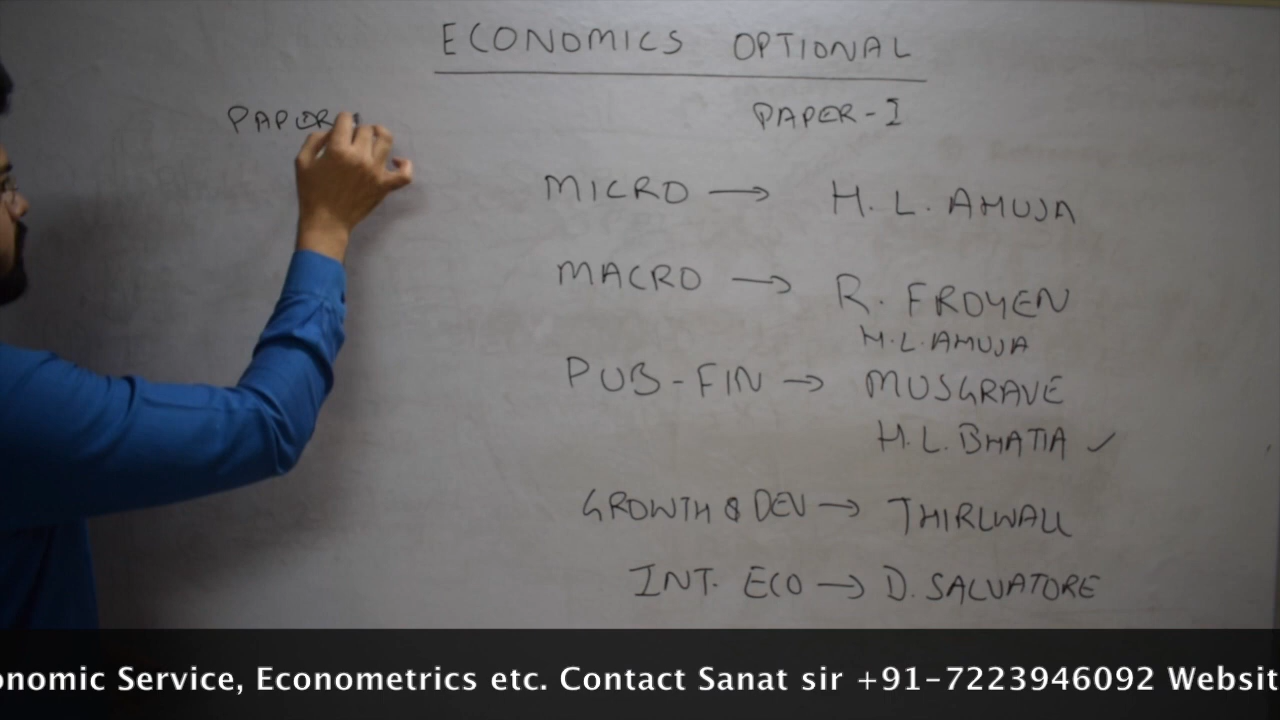 ECONOMICS OPTIONAL
PAPER-I
PAPER-
MICRO → H. L. AHUJA
MACRO → R. FROYEN
H.L. AHUJA
PUB-FIN → MUSGRAVE
H.L. BHATIA ✓
GROWTH & DEV → THIRLWALL
INT. ECO → D. SALVATORE
onomic Service, Econometrics etc. Contact Sanat sir +91-7223946092 Websit